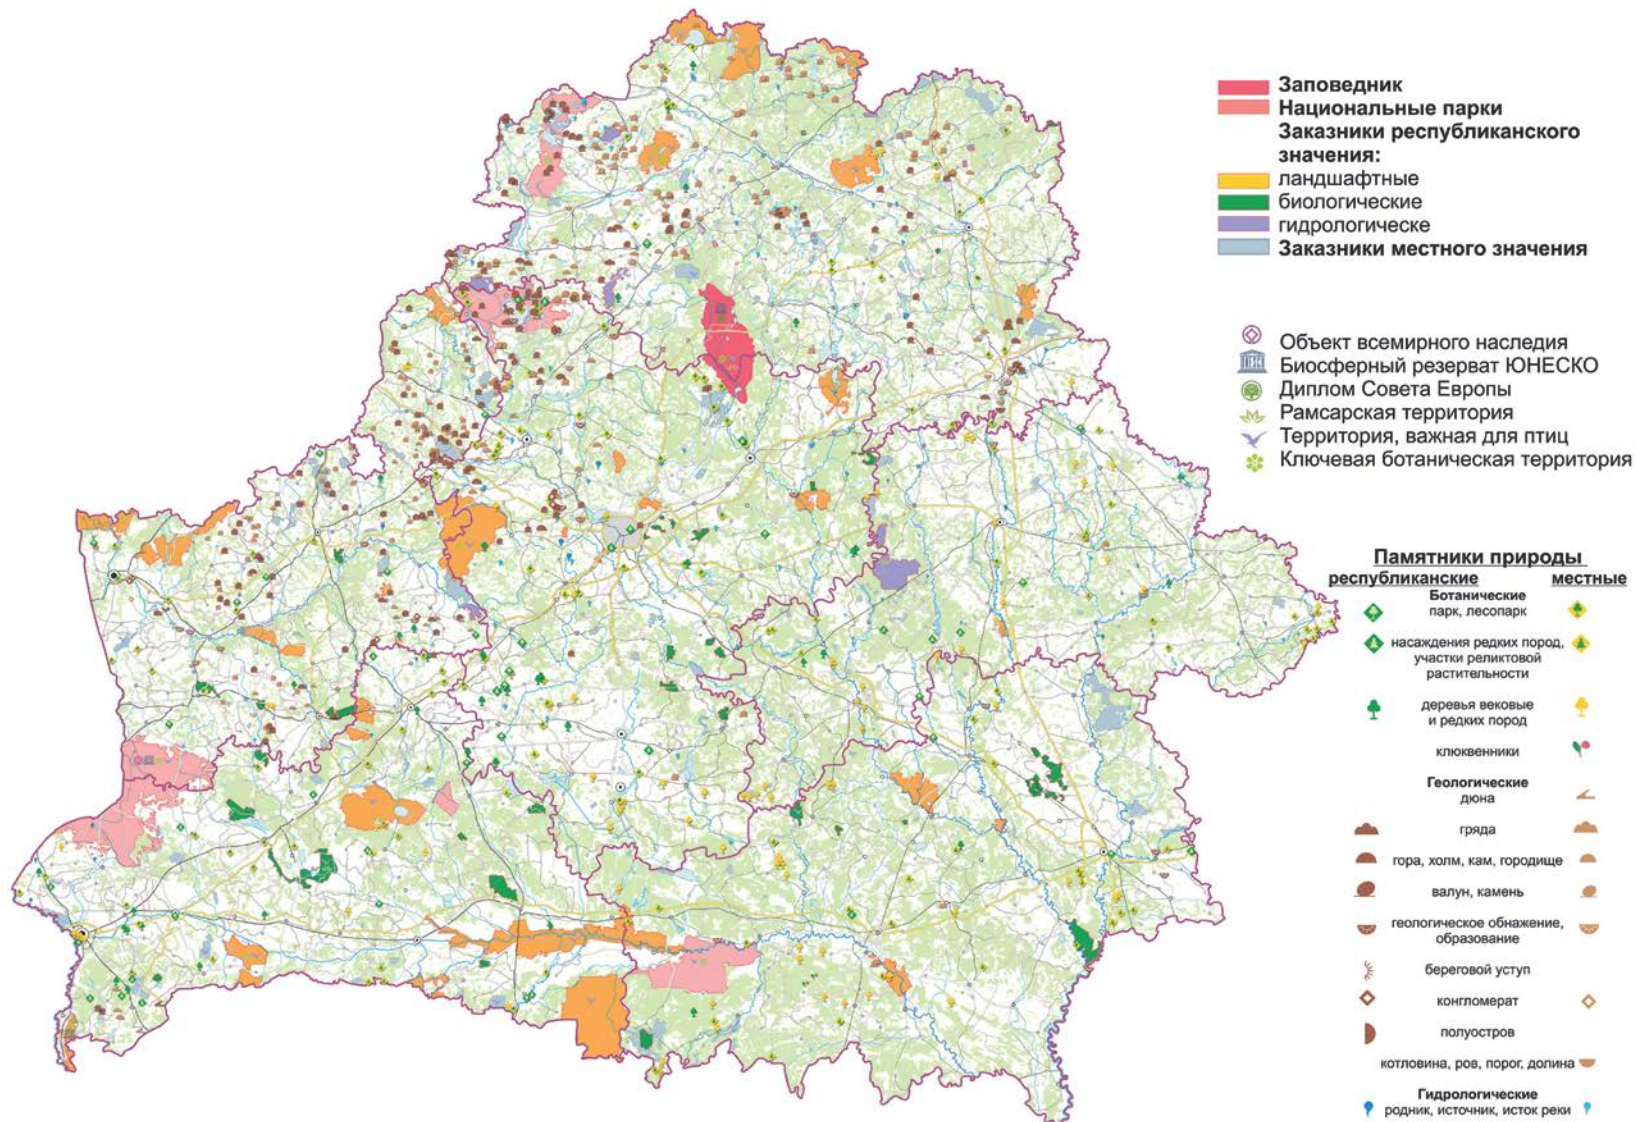 Заповедник
Национальные парки
Заказники республиканского
значения:
ландшафтные
биологические
гидрологическе
Заказники местного значения
Объект всемирного наследия
Биосферный резерват ЮНЕСКО
Диплом Совета Европы
Рамсарская территория
Территория, важная для птиц
Ключевая ботаническая территория
Памятники природы
республиканские местные
Ботанические
парк, лесопарк
насаждения редких пород,
участки реликтовой
растительности
деревья вековые
и редких пород
клюквенники
Геологические
дюна
гряда
гора, холм, кам, городище
валун, камень
геологическое обнажение,
образование
береговой уступ
конгломерат
полуостров
котловина, ров, порог, долина
Гидрологические
родник, источник, исток реки